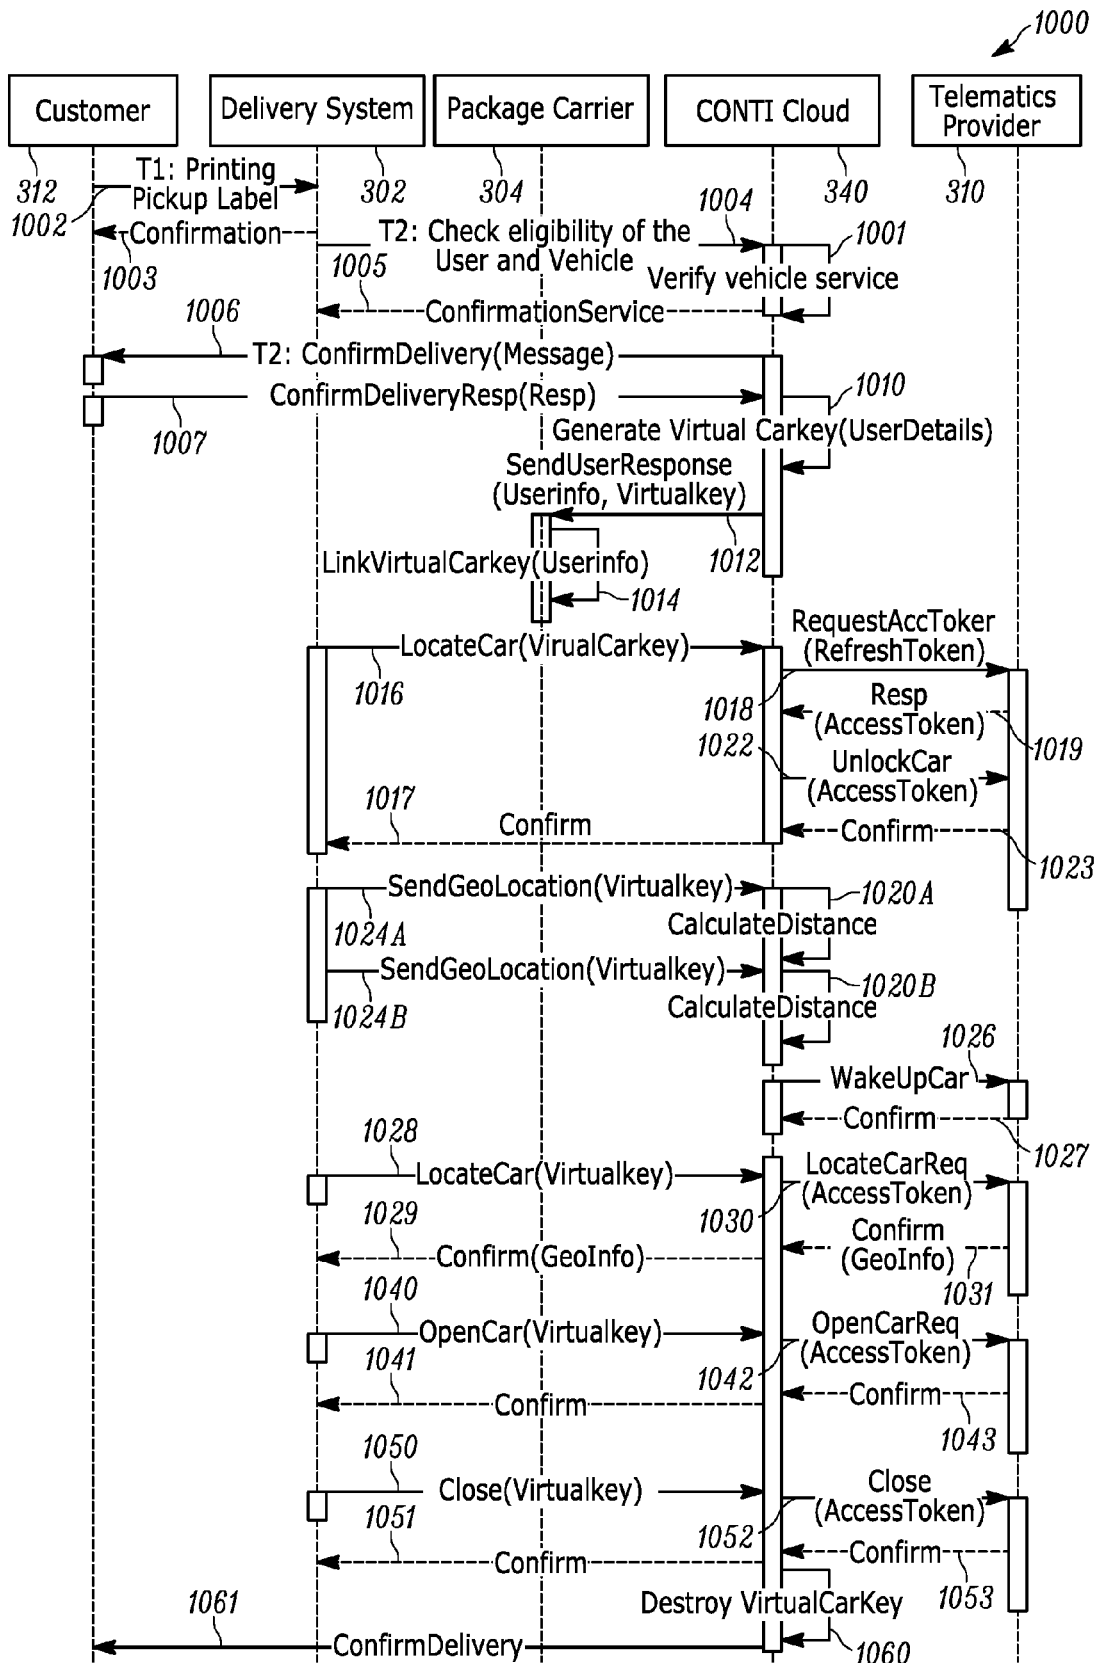 1000
Customer
Delivery System
Package Carrier
CONTI Cloud
Telematics
Provider
312
302
304
340
310
T1: Printing
Pickup Label
1002
Confirmation
1003
T2: Check eligibility of the
User and Vehicle
1004
1001
Verify vehicle service
1005
ConfirmationService
1006
T2: ConfirmDelivery(Message)
ConfirmDeliveryResp(Resp)
1007
1010
Generate Virtual Carkey(UserDetails)
SendUserResponse
(Userinfo, Virtualkey)
1012
LinkVirtualCarkey(Userinfo)
1014
LocateCar(VirualCarkey)
1016
RequestAccToker
(RefreshToken)
1018
Resp
(AccessToken)
1019
1022
UnlockCar
(AccessToken)
1017
Confirm
Confirm
1023
SendGeoLocation(Virtualkey)
1020A
1024A
CalculateDistance
SendGeoLocation(Virtualkey)
1020B
1024B
CalculateDistance
1026
WakeUpCar
Confirm
1027
1028
LocateCar(Virtualkey)
LocateCarReq
(AccessToken)
1030
1029
Confirm(GeoInfo)
Confirm
(GeoInfo)
1031
1040
OpenCar(Virtualkey)
OpenCarReq
(AccessToken)
1042
1041
Confirm
Confirm
1043
1050
Close(Virtualkey)
Close
(AccessToken)
1052
1051
Confirm
Confirm
1053
Destroy VirtualCarKey
1060
1061
ConfirmDelivery